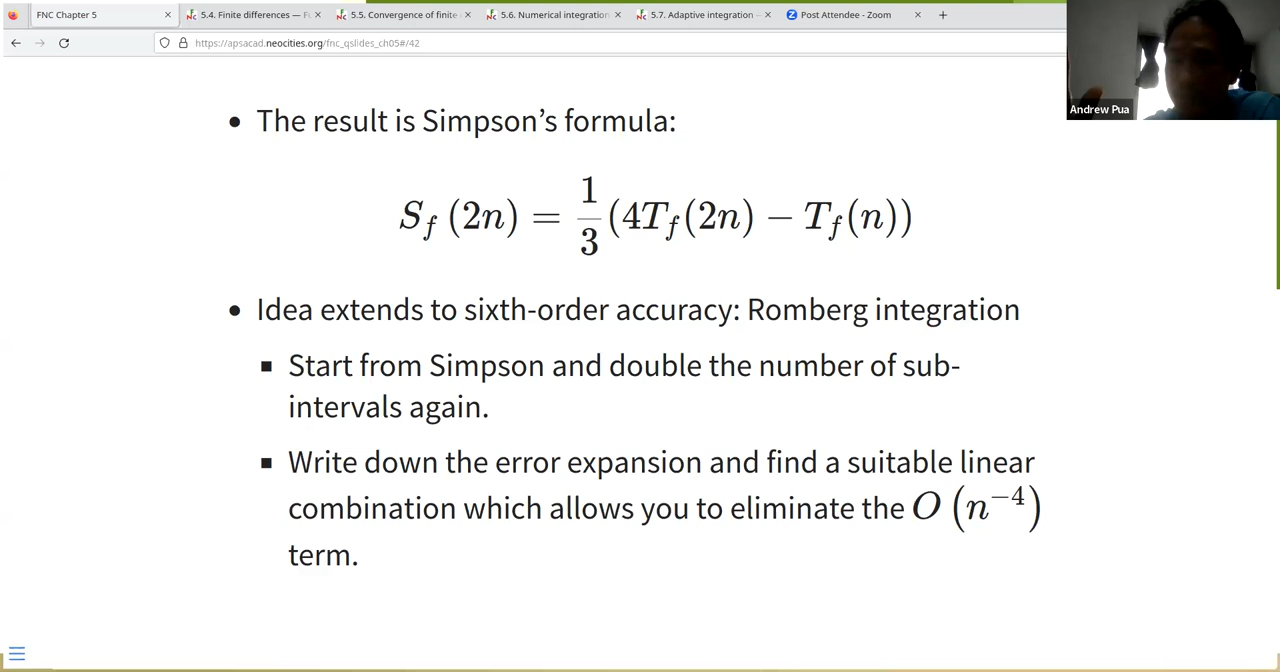 FNC Chapter 5
5.4. Finite differences — F
5.5. Convergence of finite
5.6. Numerical integration
5.7. Adaptive integration —
Post Attendee - Zoom
https://apsacad.neocities.org/fnc_qslides_ch05#/42
Andrew Pua
• The result is Simpson’s formula:
S_f (2n) = 1/3 (4T_f(2n) − T_f(n))
• Idea extends to sixth-order accuracy: Romberg integration
▪ Start from Simpson and double the number of sub-
intervals again.
▪ Write down the error expansion and find a suitable linear
combination which allows you to eliminate the O (n⁻⁴)
term.